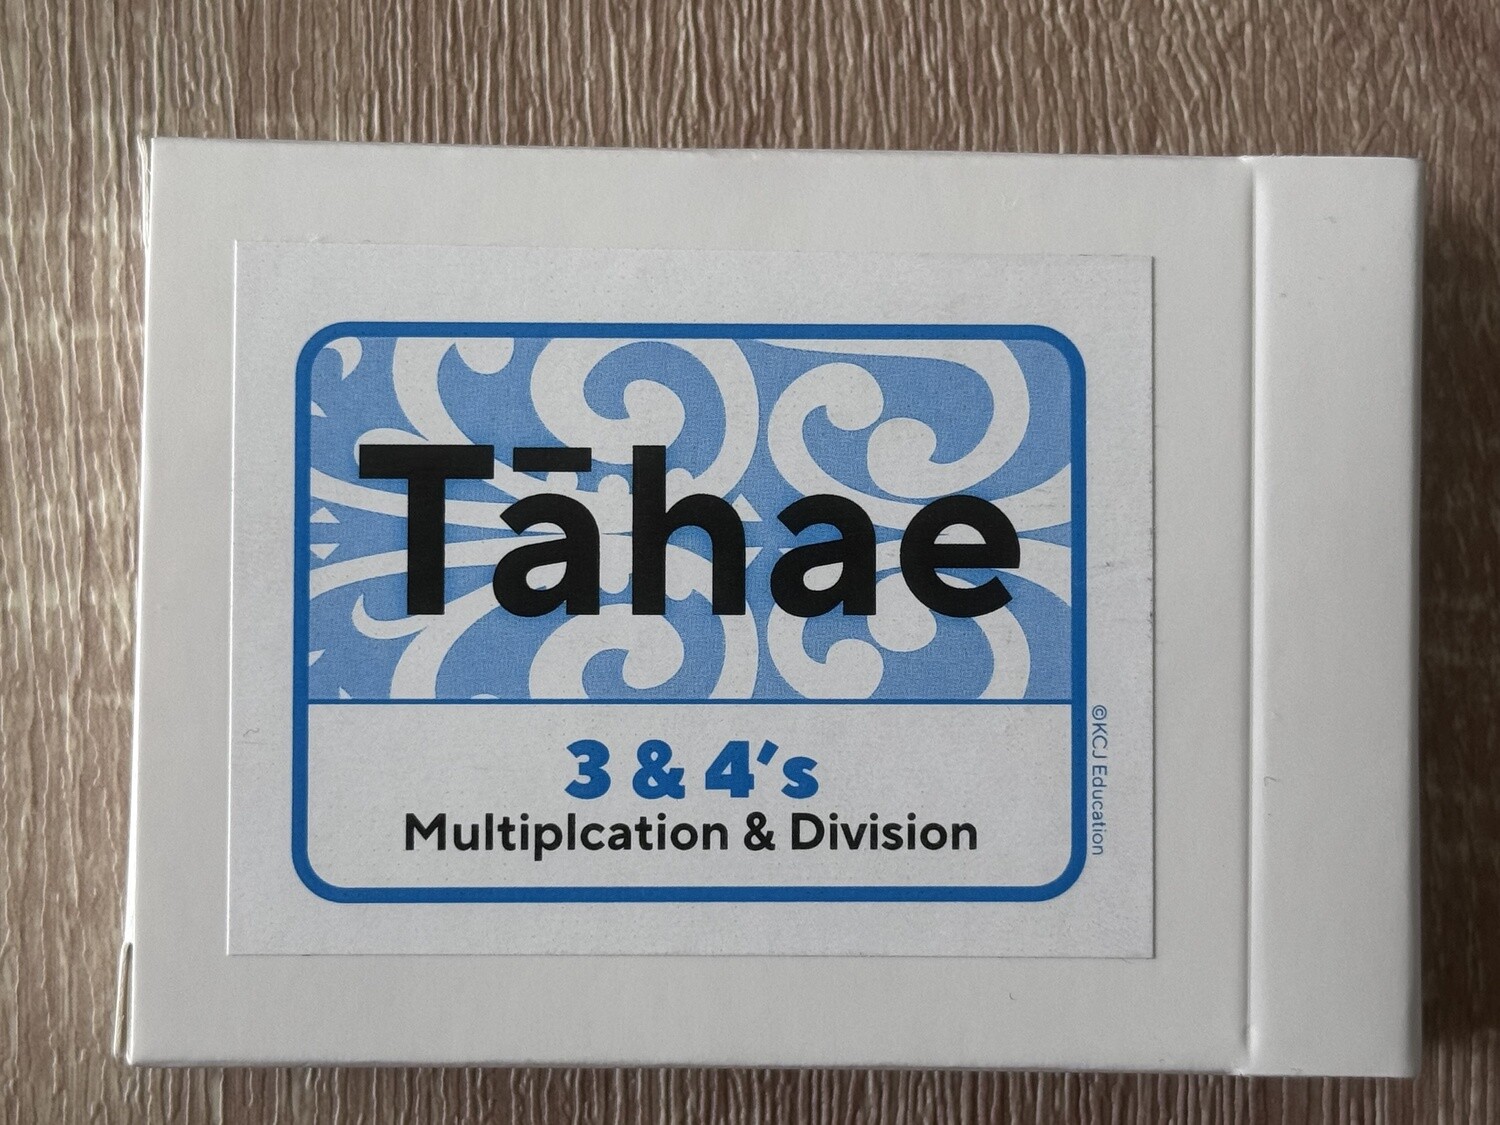 Tāhae
3 & 4's
Multiplcation & Division
©KCJ Education